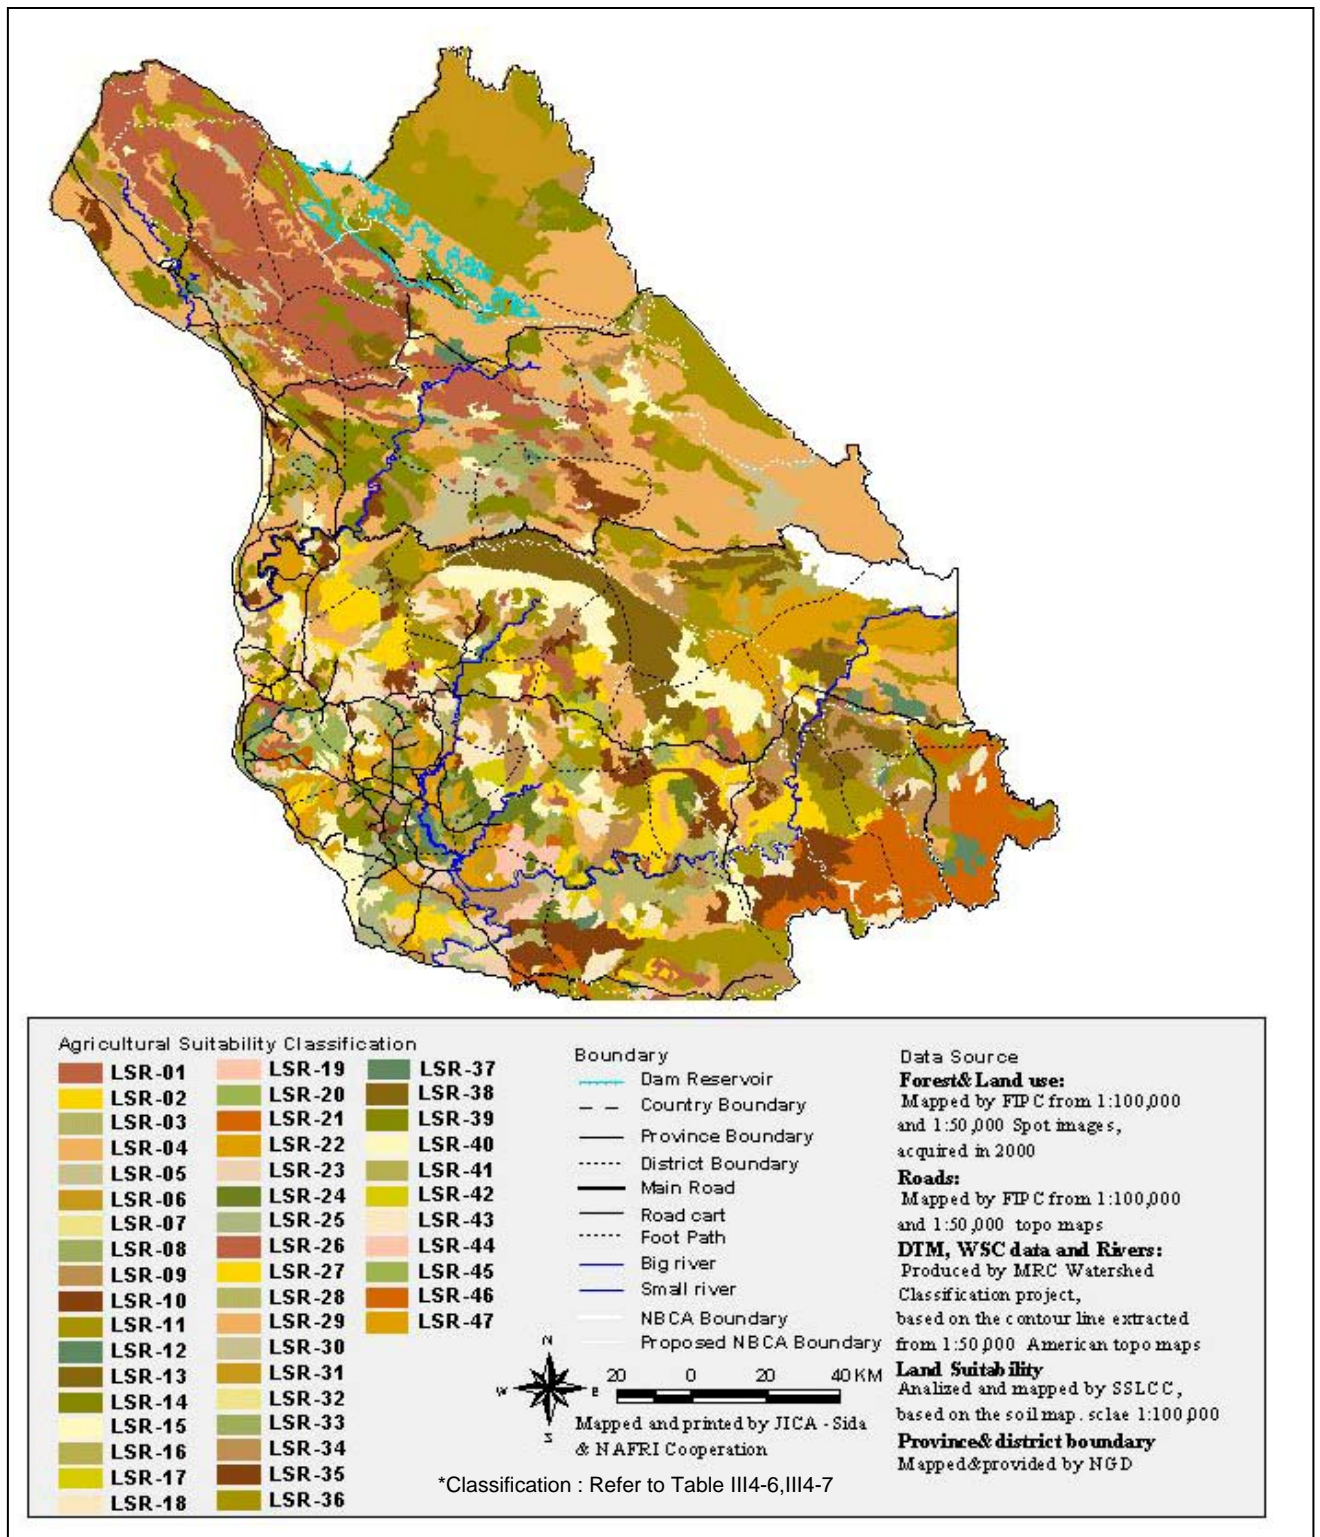 Agricultural Suitability Classification
LSR-01
LSR-02
LSR-03
LSR-04
LSR-05
LSR-06
LSR-07
LSR-08
LSR-09
LSR-10
LSR-11
LSR-12
LSR-13
LSR-14
LSR-15
LSR-16
LSR-17
LSR-18
LSR-19
LSR-20
LSR-21
LSR-22
LSR-23
LSR-24
LSR-25
LSR-26
LSR-27
LSR-28
LSR-29
LSR-30
LSR-31
LSR-32
LSR-33
LSR-34
LSR-35
LSR-36
LSR-37
LSR-38
LSR-39
LSR-40
LSR-41
LSR-42
LSR-43
LSR-44
LSR-45
LSR-46
LSR-47
Boundary
Dam Reservoir
Country Boundary
Province Boundary
District Boundary
Main Road
Road cart
Foot Path
Big river
Small river
NBCA Boundary
Proposed NBCA Boundary
N
W E
S
20 0 20 40 KM
Mapped and printed by JICA - Sida
& NAFRI Cooperation
*Classification : Refer to Table III4-6,III4-7
Data Source
Forest& Land use:
Mapped by FIPC from 1:100,000
and 1:50,000 Spot images,
acquired in 2000
Roads:
Mapped by FIPC from 1:100,000
and 1:50,000 topo maps
DTM, WSC data and Rivers:
Produced by MRC Watershed
Classification project,
based on the contour line extracted
from 1:50,000 American topo maps
Land Suitability
Analized and mapped by SSLCC,
based on the soil map. sclae 1:100,000
Province& district boundary
Mapped&provided by NGD